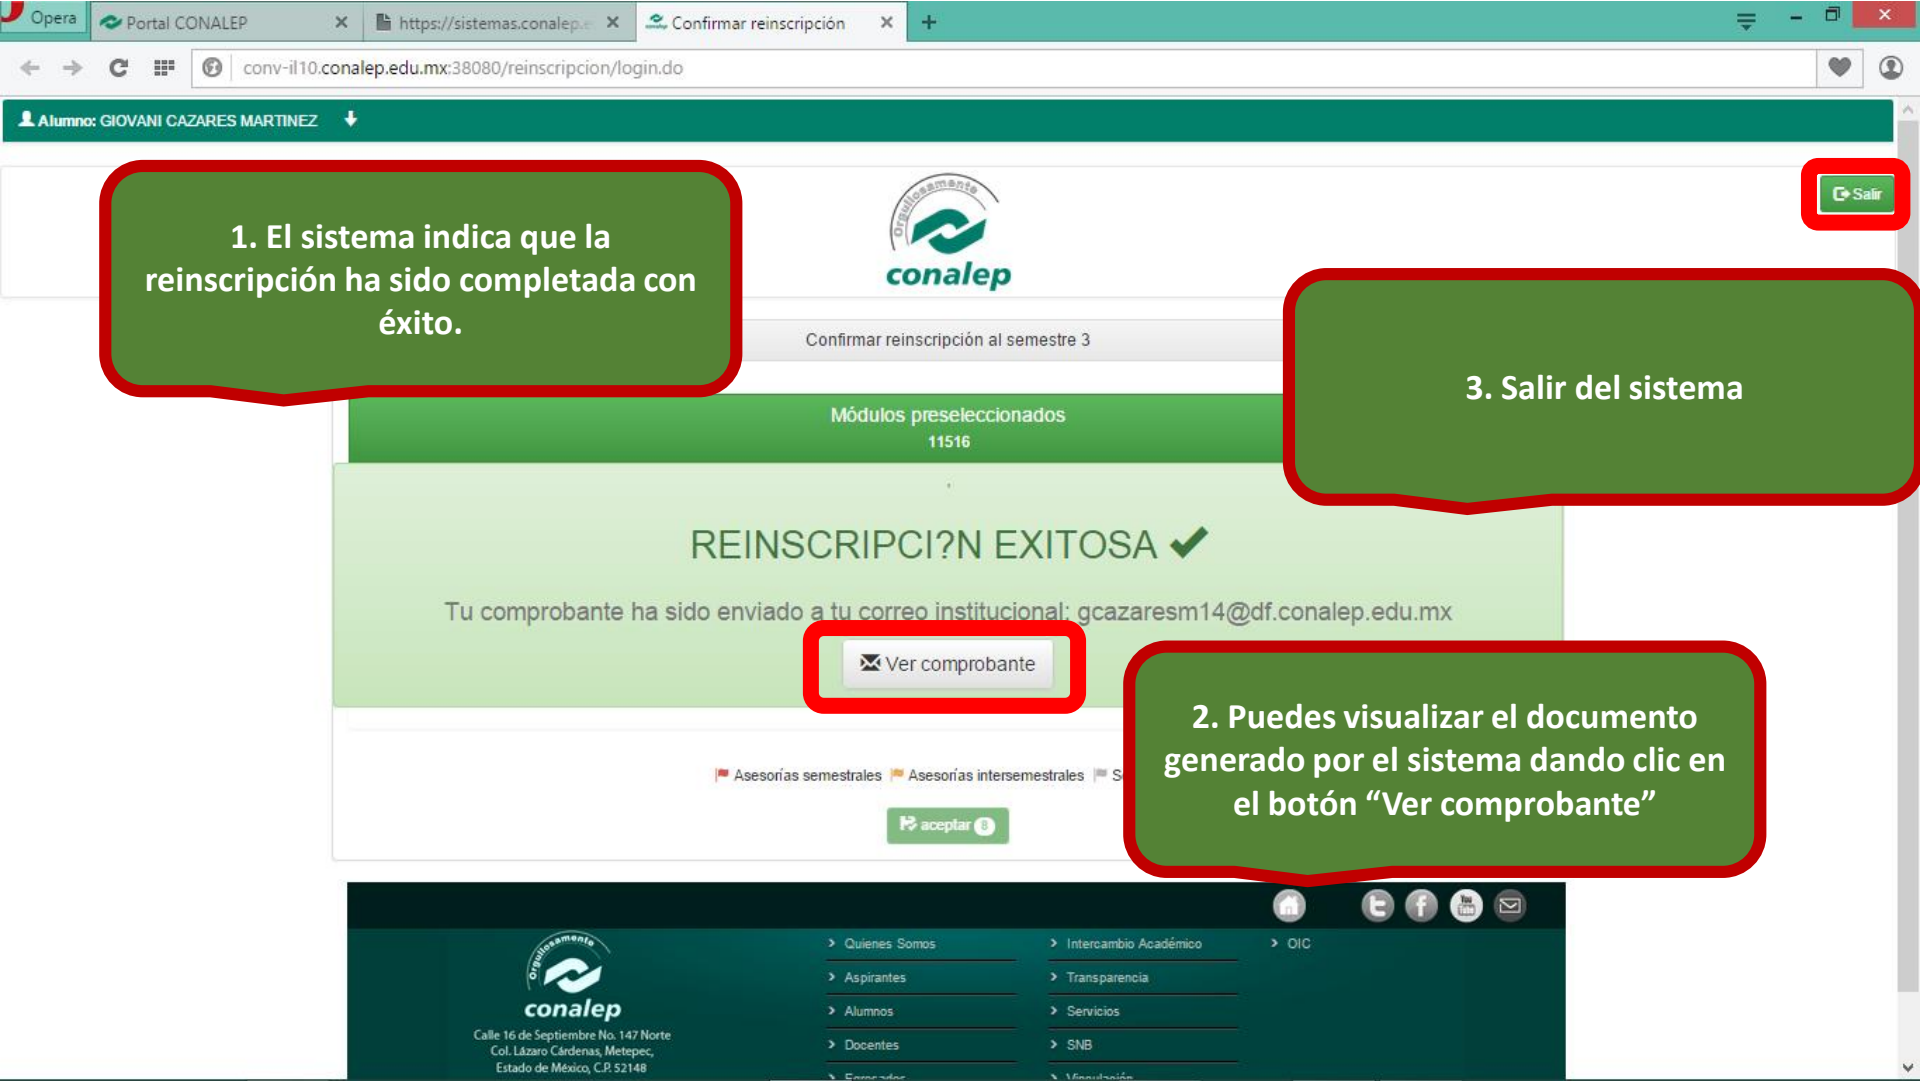 Opera
Portal CONALEP
https://sistemas.conalep.e
Confirmar reinscripción
conv-il10.conalep.edu.mx:38080/reinscripcion/login.do
Alumno: GIOVANI CAZARES MARTINEZ
Orgullosamente
conalep
Salir
1. El sistema indica que la
reinscripción ha sido completada con
éxito.
Confirmar reinscripción al semestre 3
3. Salir del sistema
Módulos preseleccionados
11516
REINSCRIPCI?N EXITOSA
Tu comprobante ha sido enviado a tu correo institucional: gcazaresm14@df.conalep.edu.mx
Ver comprobante
2. Puedes visualizar el documento
generado por el sistema dando clic en
el botón “Ver comprobante”
Asesorías semestrales Asesorías intersemestrales
aceptar 8
You Tube
Orgullosamente
conalep
Calle 16 de Septiembre No. 147 Norte
Col. Lázaro Cárdenas, Metepec,
Estado de México, C.P. 52148
> Quienes Somos
> Aspirantes
> Alumnos
> Docentes
> Egresados
> Intercambio Académico
> Transparencia
> Servicios
> SNB
> Vinculación
> OIC